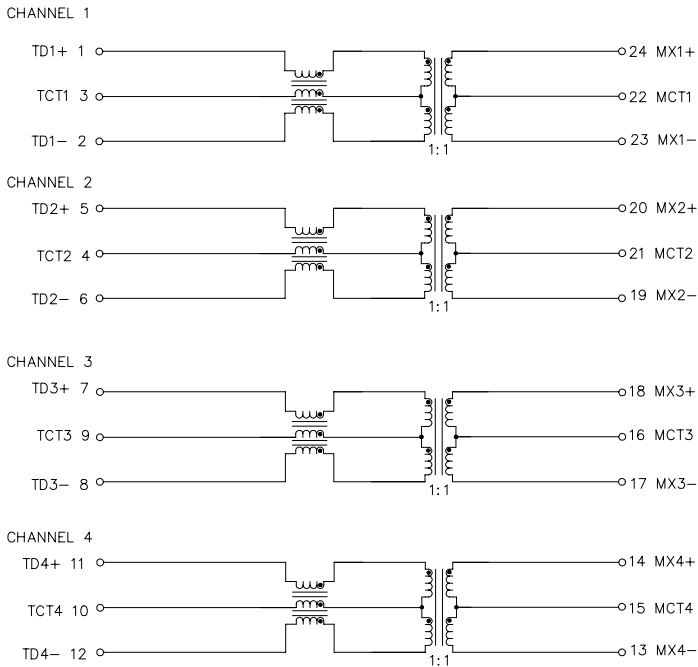 CHANNEL 1
TD1+ 1 24 MX1+
TCT1 3 22 MCT1
TD1− 2 23 MX1−
1:1
CHANNEL 2
TD2+ 5 20 MX2+
TCT2 4 21 MCT2
TD2− 6 19 MX2−
1:1
CHANNEL 3
TD3+ 7 18 MX3+
TCT3 9 16 MCT3
TD3− 8 17 MX3−
1:1
CHANNEL 4
TD4+ 11 14 MX4+
TCT4 10 15 MCT4
TD4− 12 13 MX4−
1:1